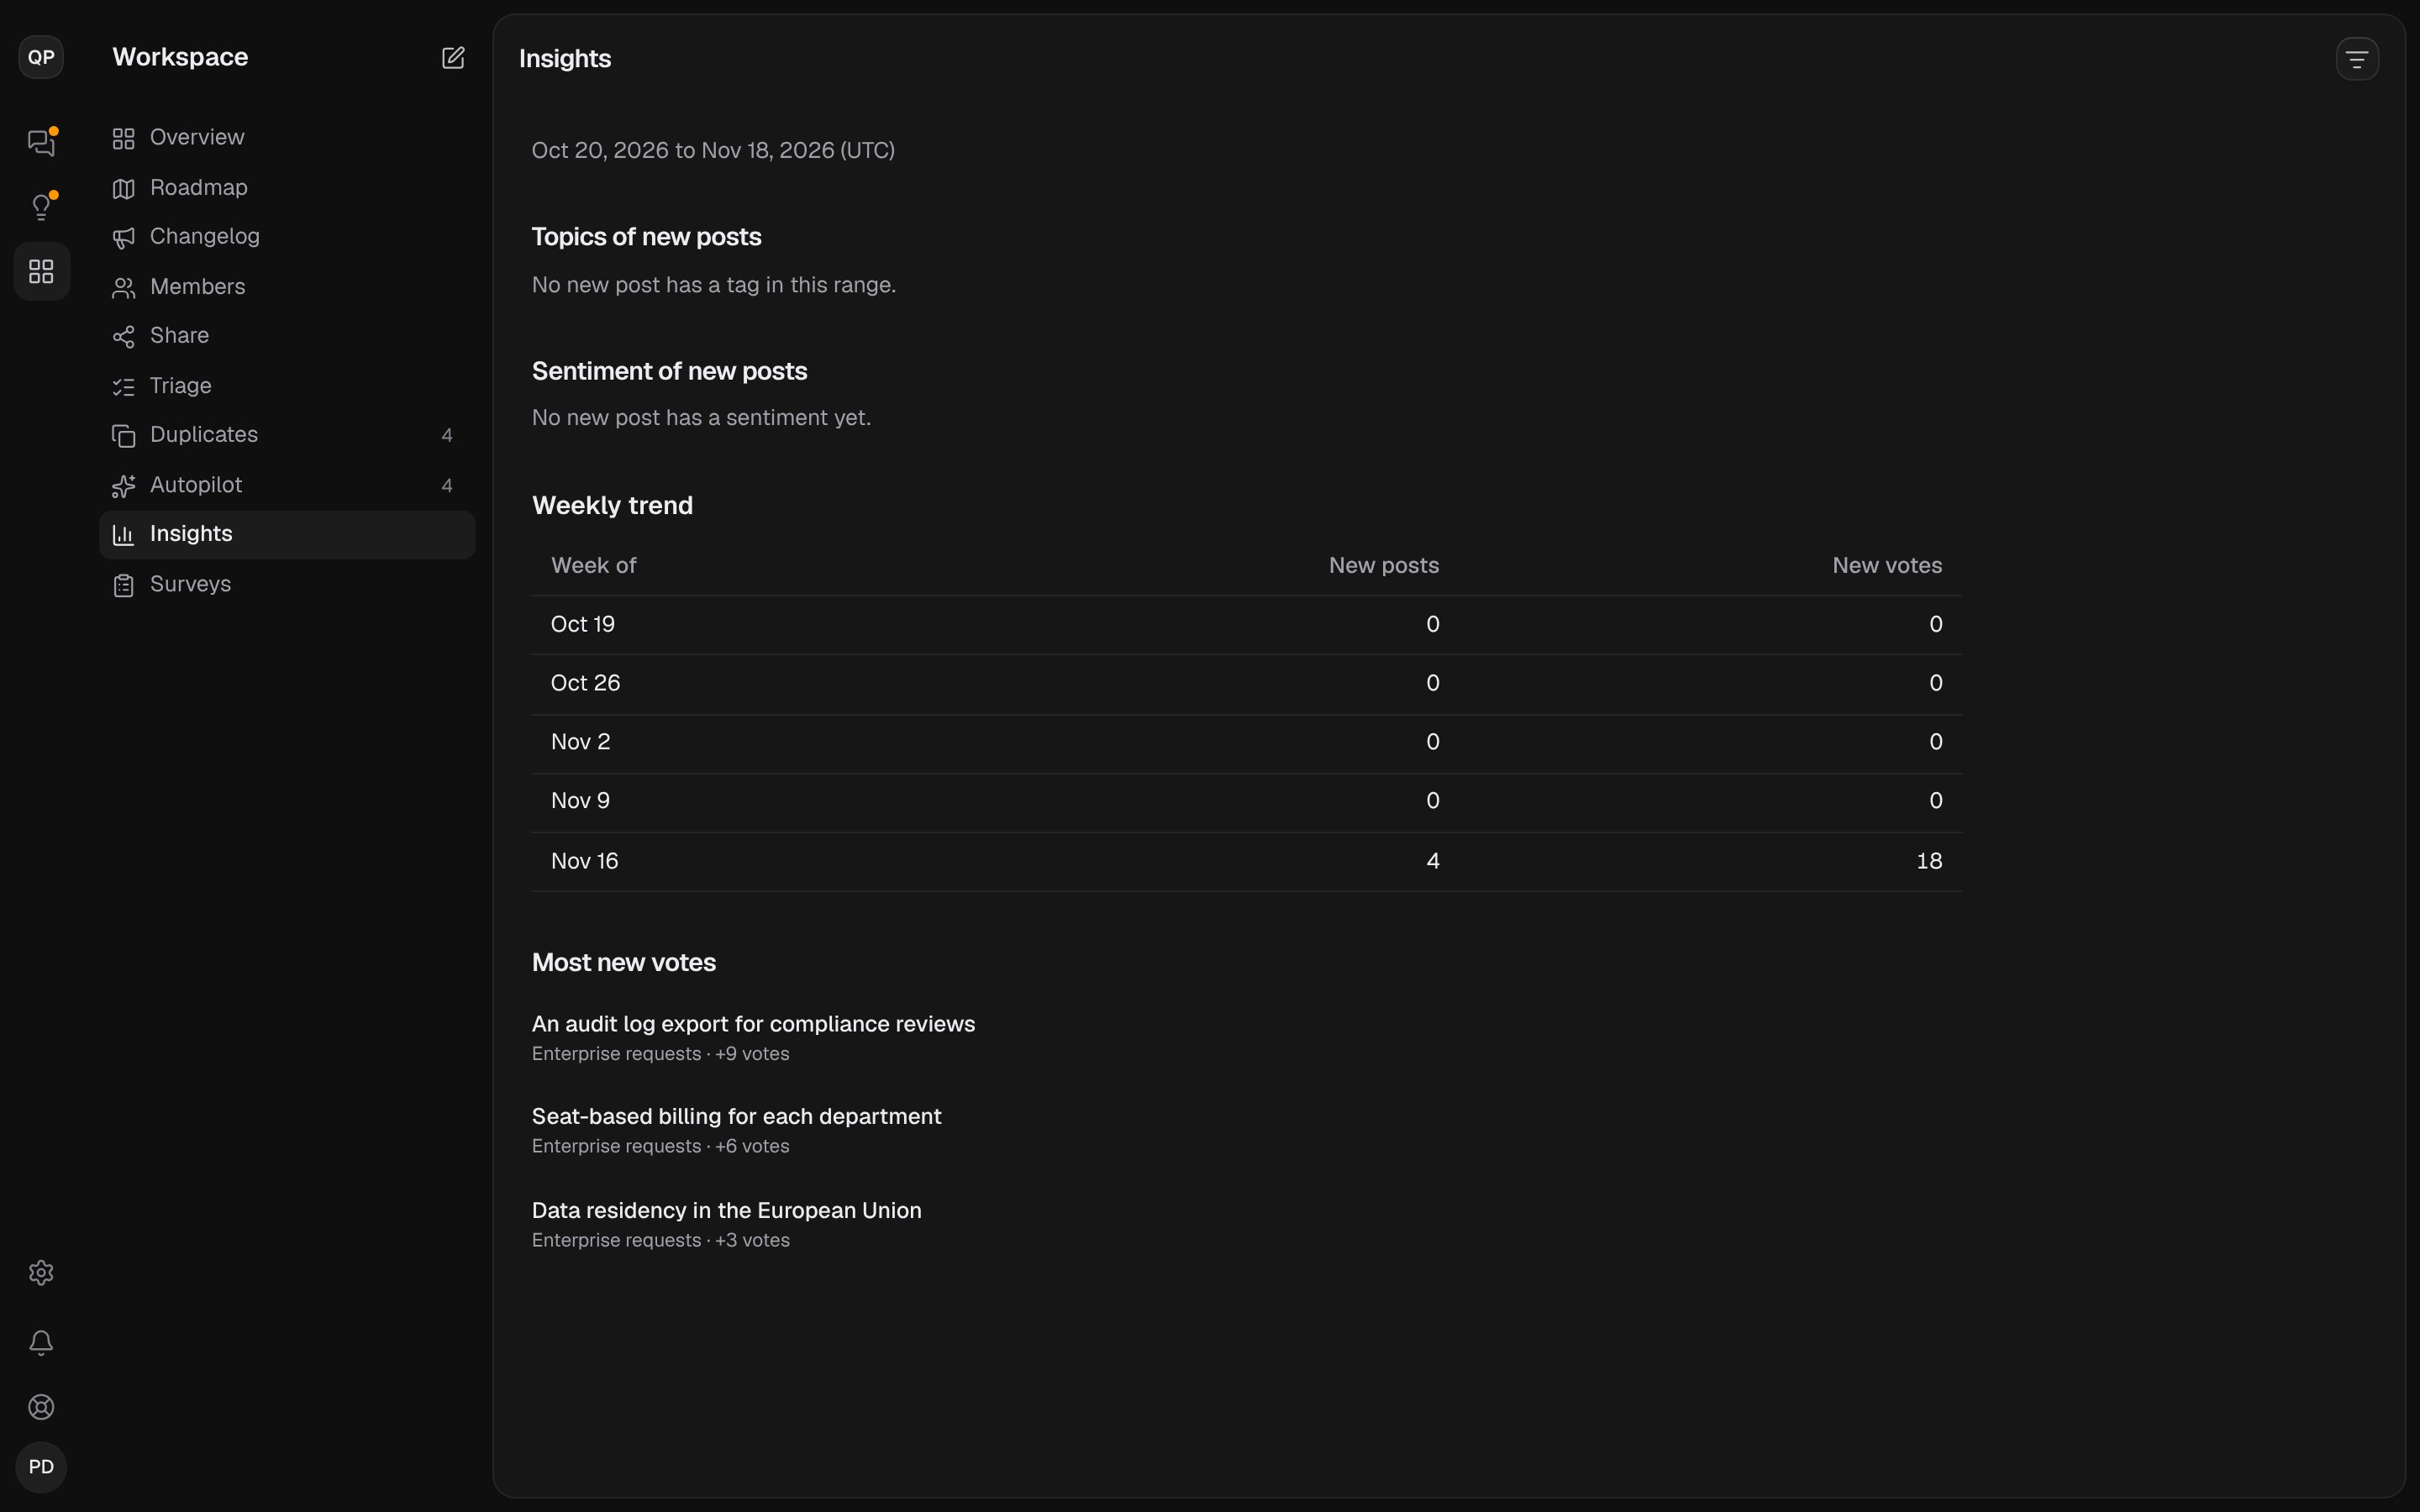 QP
Workspace
Overview
Roadmap
Changelog
Members
Share
Triage
Duplicates 4
Autopilot 4
Insights
Surveys
PD
Insights
Oct 20, 2026 to Nov 18, 2026 (UTC)
Topics of new posts
No new post has a tag in this range.
Sentiment of new posts
No new post has a sentiment yet.
Weekly trend
Week of New posts New votes
Oct 19 0 0
Oct 26 0 0
Nov 2 0 0
Nov 9 0 0
Nov 16 4 18
Most new votes
An audit log export for compliance reviews
Enterprise requests · +9 votes
Seat-based billing for each department
Enterprise requests · +6 votes
Data residency in the European Union
Enterprise requests · +3 votes